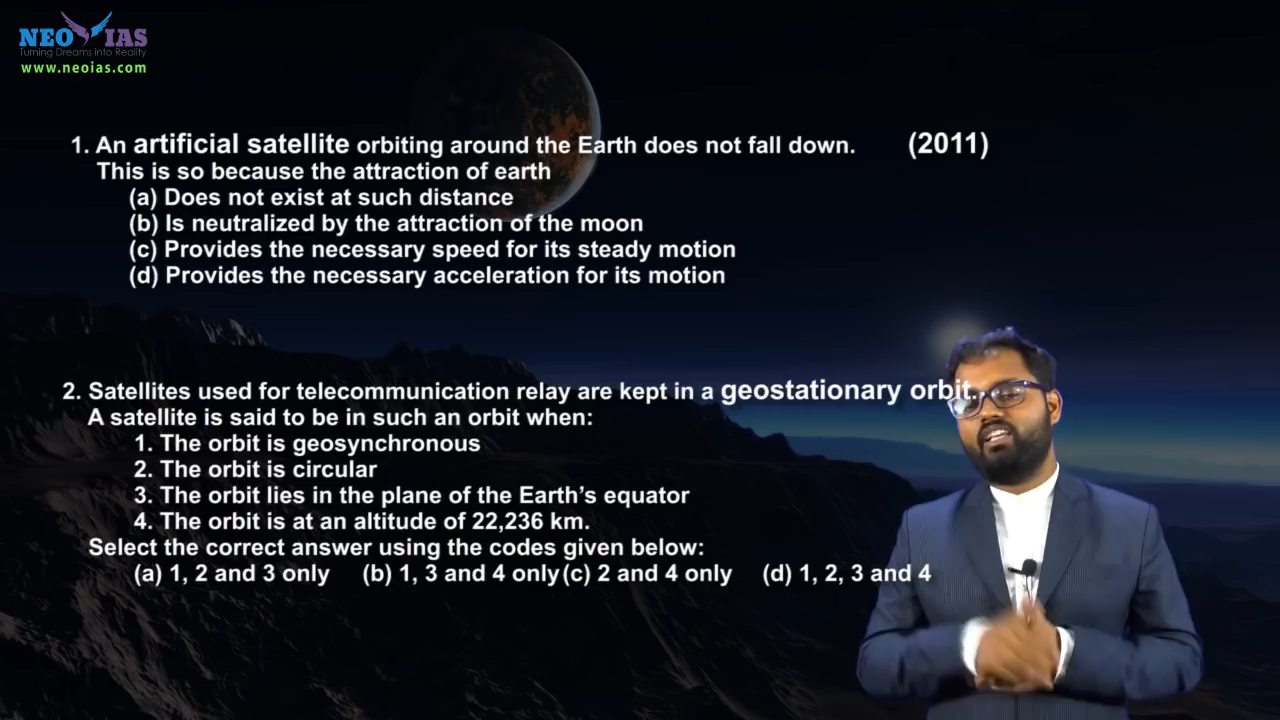 NEO IAS
Turning Dreams into Reality
www.neoias.com
1. An artificial satellite orbiting around the Earth does not fall down. (2011)
This is so because the attraction of earth
(a) Does not exist at such distance
(b) Is neutralized by the attraction of the moon
(c) Provides the necessary speed for its steady motion
(d) Provides the necessary acceleration for its motion
2. Satellites used for telecommunication relay are kept in a geostationary orbit.
A satellite is said to be in such an orbit when:
1. The orbit is geosynchronous
2. The orbit is circular
3. The orbit lies in the plane of the Earth's equator
4. The orbit is at an altitude of 22,236 km.
Select the correct answer using the codes given below:
(a) 1, 2 and 3 only (b) 1, 3 and 4 only (c) 2 and 4 only (d) 1, 2, 3 and 4